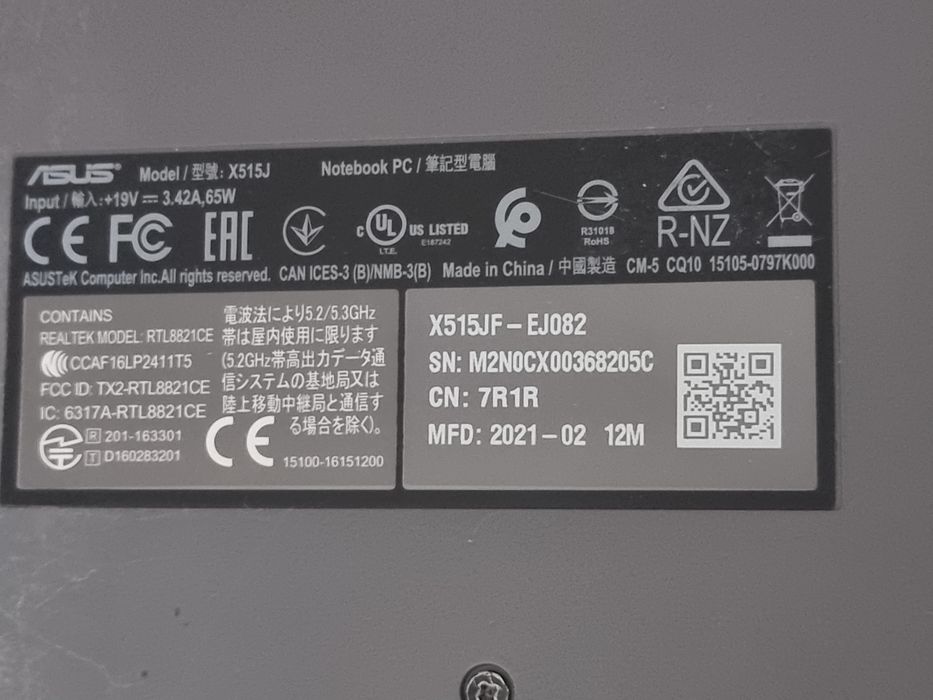 ASUS Model / 型號: X515J Notebook PC / 筆記型電腦
Input / 輸入:+19V ⎓ 3.42A,65W
CE FC EAC c UL US LISTED I.T.E. E187242 R31018 RoHS R-NZ
ASUSTeK Computer Inc.All rights reserved. CAN ICES-3 (B)/NMB-3(B) Made in China / 中國製造 CM-5 CQ10 15105-0797K000
CONTAINS
REALTEK MODEL: RTL8821CE
CCAF16LP2411T5
FCC ID: TX2-RTL8821CE
IC: 6317A-RTL8821CE
R 201-163301
T D160283201
電波法により5.2/5.3GHz
帯は屋内使用に限ります
(5.2GHz帯高出力データ通
信システムの基地局又は
陸上移動中継局と通信す
る場合を除く)。
CE 15100-16151200
X515JF-EJ082
SN: M2N0CX00368205C
CN: 7R1R
MFD: 2021-02 12M